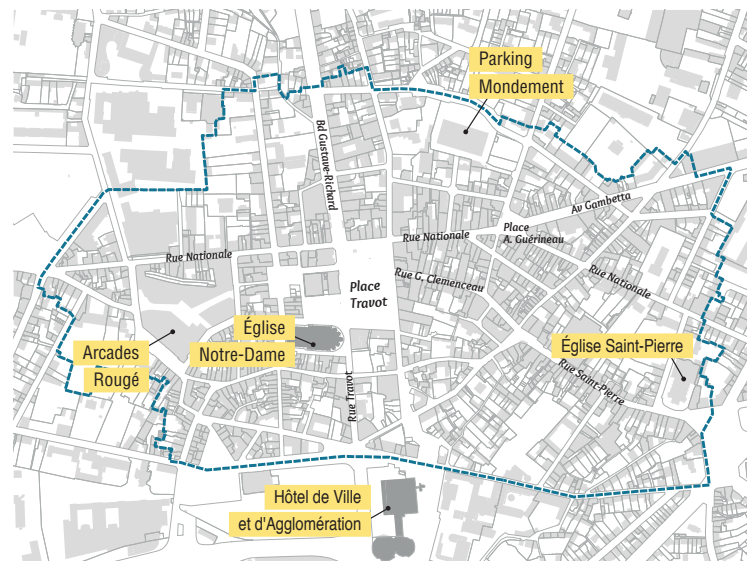 Parking
Mondement
Bd Gustave-Richard
Av Gambetta
Place
A. Guérineau
Rue Nationale
Rue Nationale
Rue Nationale
Rue G. Clemenceau
Place
Travot
Église
Notre-Dame
Arcades
Rougé
Église Saint-Pierre
Rue Saint-Pierre
Rue Travot
Hôtel de Ville
et d'Agglomération